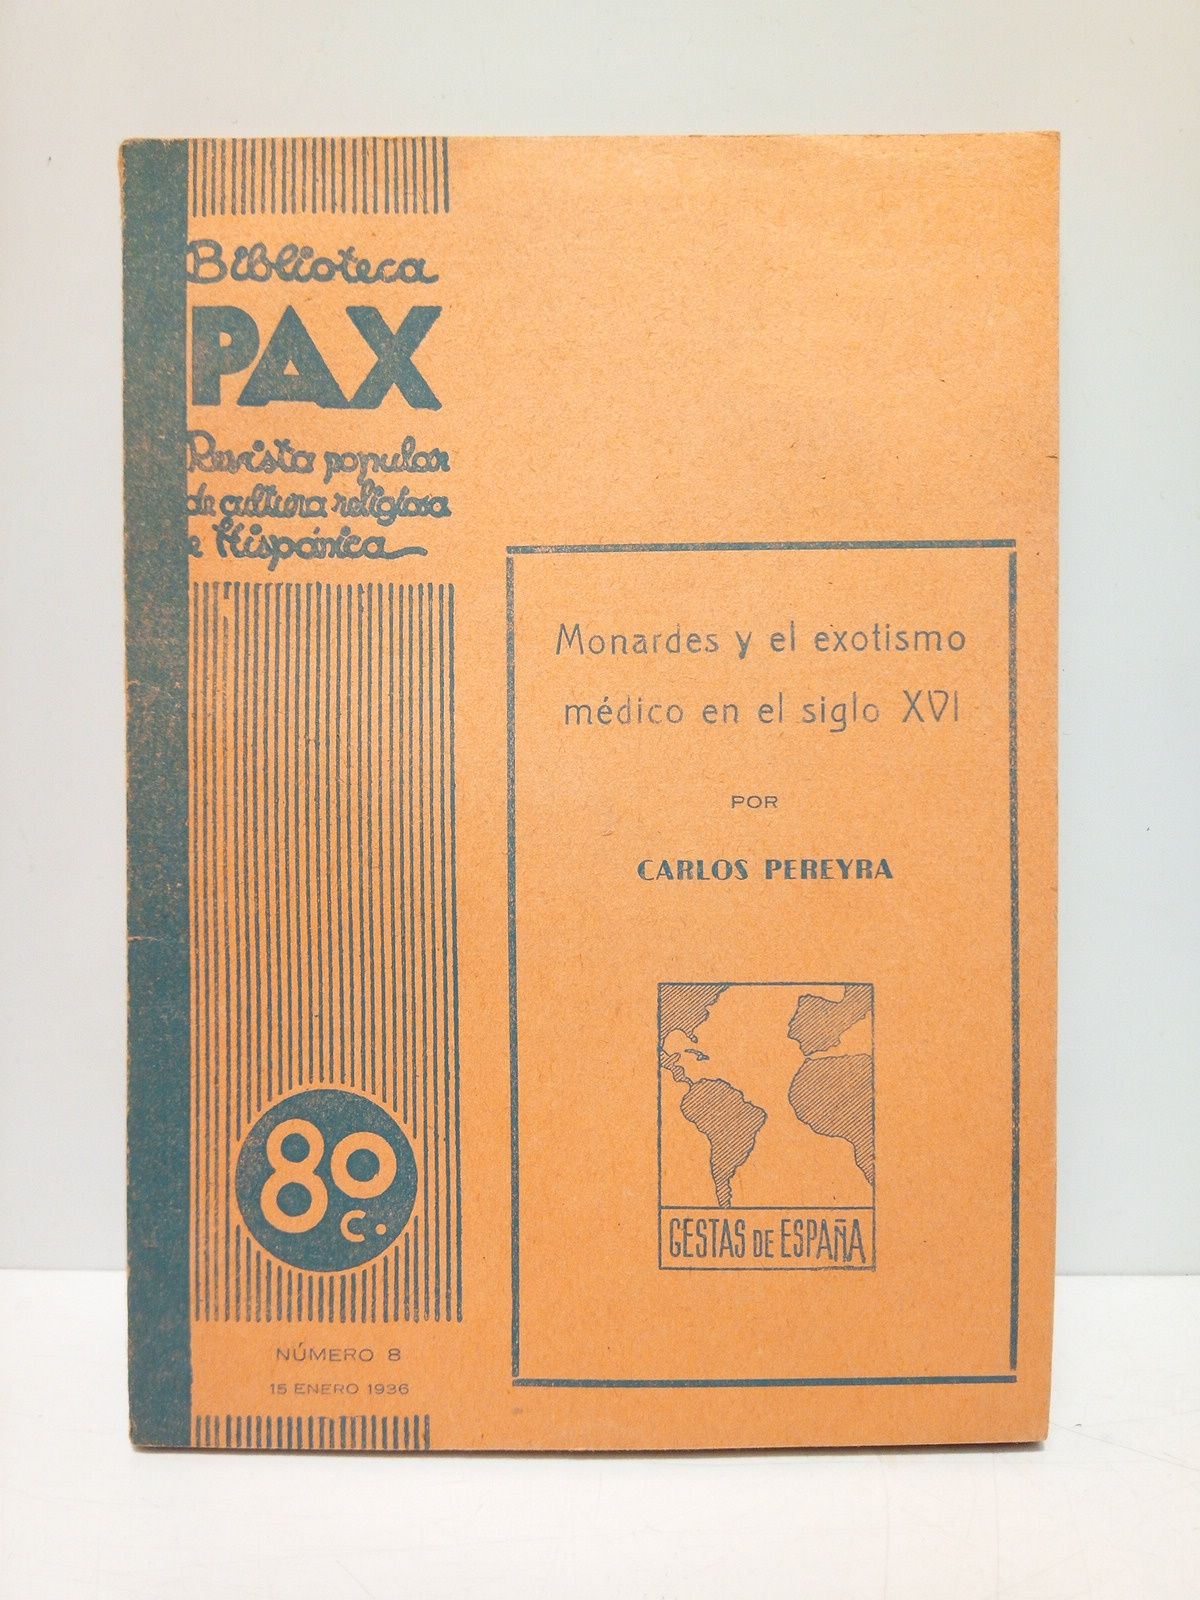 Biblioteca
PAX
Revista popular
de cultura religiosa
e Hispánica
Monardes y el exotismo
médico en el siglo XVI
POR
CARLOS PEREYRA
GESTAS DE ESPAÑA
80
c.
NÚMERO 8
15 ENERO 1936